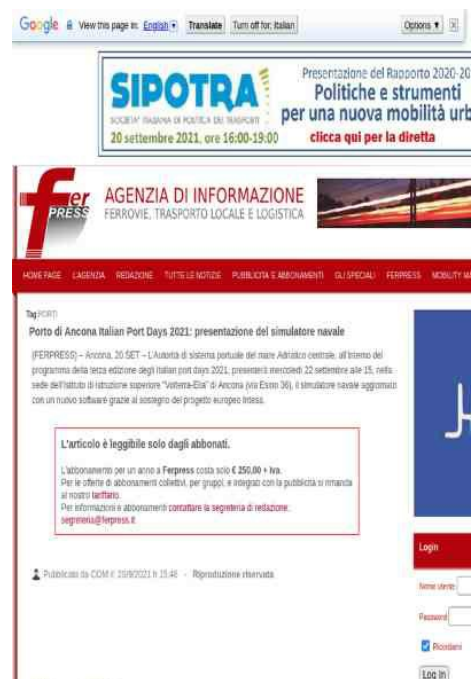 Google View this page in: English Translate Turn off for: Italian Options ▼
SIPOTRA
SOCIETA' ITALIANA DI POLITICA DEI TRASPORTI
20 settembre 2021, ore 16:00-19:00
Presentazione del Rapporto 2020-20
Politiche e strumenti
per una nuova mobilità urb
clicca qui per la diretta
fer
PRESS
AGENZIA DI INFORMAZIONE
FERROVIE, TRASPORTO LOCALE E LOGISTICA
HOME PAGE L'AGENZIA REDAZIONE TUTTE LE NOTIZIE PUBBLICITÀ E ABBONAMENTI GLI SPECIALI FERPRESS MOBILITY MA
Tag:PORTI
Porto di Ancona Italian Port Days 2021: presentazione del simulatore navale
(FERPRESS) – Ancona, 20 SET – L'Autorità di sistema portuale del mare Adriatico centrale, all'interno del
programma della terza edizione degli Italian port days 2021, presenterà mercoledì 22 settembre alle 15, nella
sede dell'Istituto di istruzione superiore "Volterra-Elia" di Ancona (via Esino 36), il simulatore navale aggiornato
con un nuovo software grazie al sostegno del progetto europeo Intess.
L'articolo è leggibile solo dagli abbonati.
L'abbonamento per un anno a Ferpress costa solo € 250,00 + iva.
Per le offerte di abbonamenti collettivi, per gruppi, e integrati con la pubblicità si rimanda
al nostro tariffario.
Per informazioni e abbonamenti contattare la segreteria di redazione:
segreteria@ferpress.it.
Pubblicato da COM il: 20/9/2021 h 15:48 - Riproduzione riservata
Login
Nome utente
Password
Ricordami
Log In